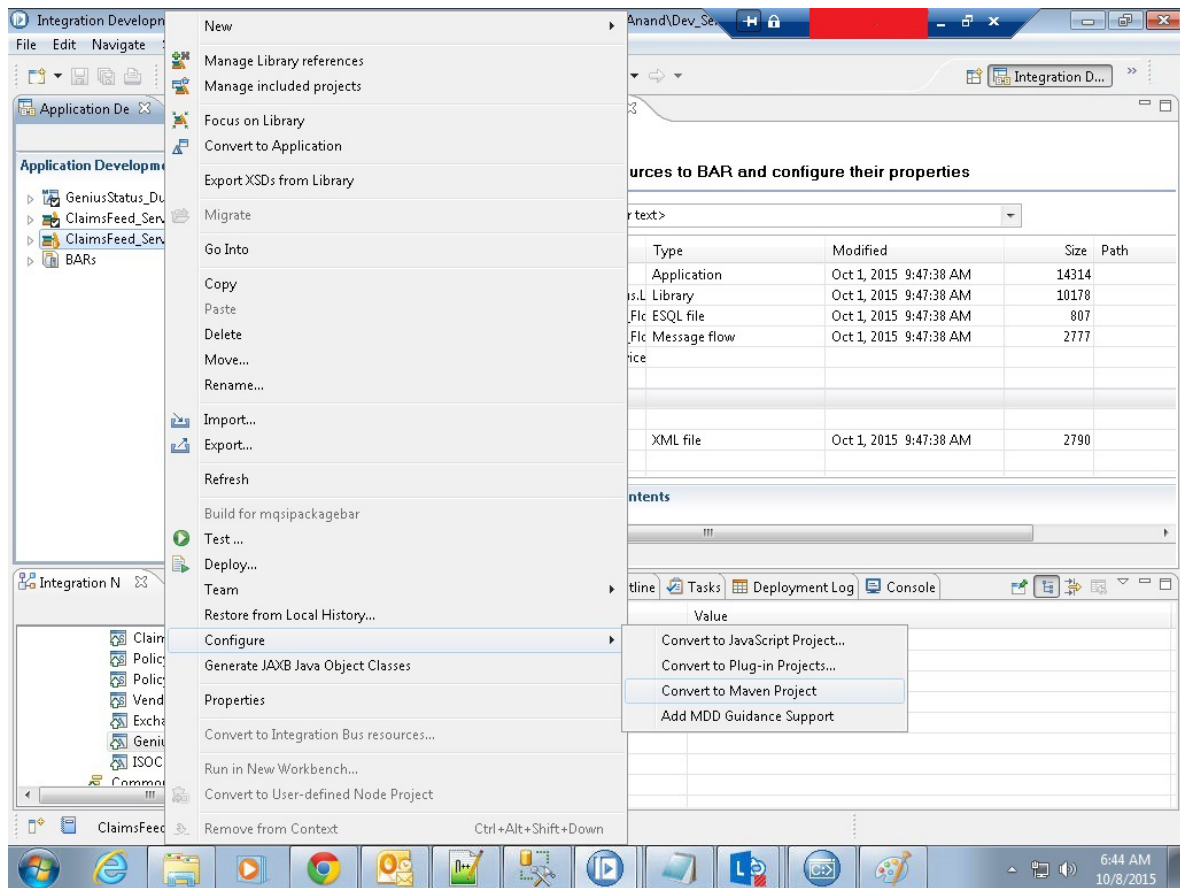 Integration Developn
Anand\Dev_Se
File Edit Navigate
Integration D...
»
Application De
Application Developme
GeniusStatus_Du
ClaimsFeed_Serv
ClaimsFeed_Serv
BARs
New
Manage Library references
Manage included projects
Focus on Library
Convert to Application
Export XSDs from Library
Migrate
Go Into
Copy
Paste
Delete
Move...
Rename...
Import...
Export...
Refresh
Build for mqsipackagebar
Test ...
Deploy...
Team
Restore from Local History...
Configure
Generate JAXB Java Object Classes
Properties
Convert to Integration Bus resources...
Run in New Workbench...
Convert to User-defined Node Project
Remove from Context Ctrl+Alt+Shift+Down
Convert to JavaScript Project...
Convert to Plug-in Projects...
Convert to Maven Project
Add MDD Guidance Support
urces to BAR and configure their properties
r text>
Type Modified Size Path
Application Oct 1, 2015 9:47:38 AM 14314
us.L Library Oct 1, 2015 9:47:38 AM 10178
_Flc ESQL file Oct 1, 2015 9:47:38 AM 807
_Flc Message flow Oct 1, 2015 9:47:38 AM 2777
vice
XML file Oct 1, 2015 9:47:38 AM 2790
ntents
tline Tasks Deployment Log Console
Value
Integration N
Claim
Policy
Policy
Vend
Excha
Geniu
ISOC
Common
ClaimsFeed
6:44 AM
10/8/2015